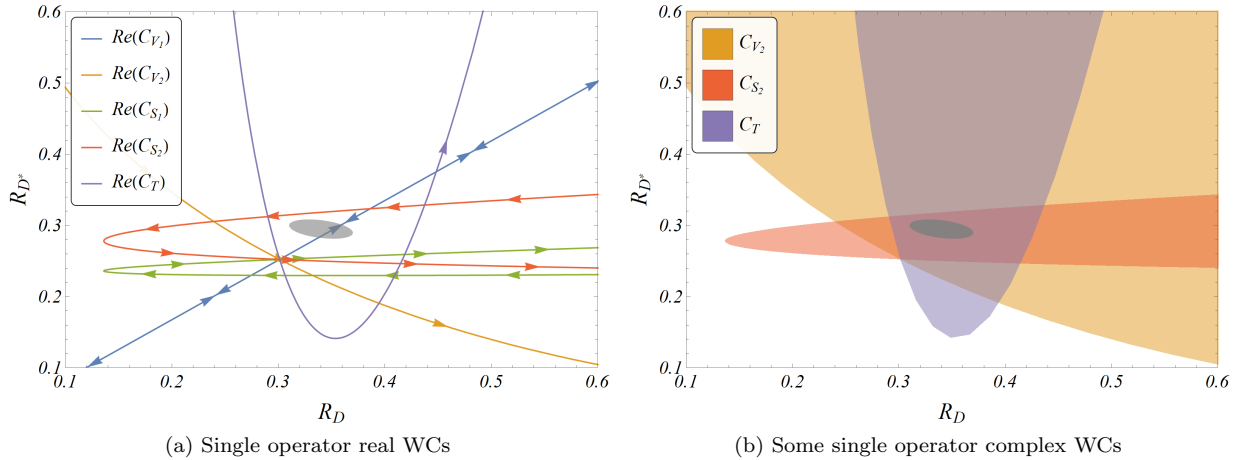 0.6
0.5
0.4
0.3
0.2
0.1
R_{D*}
Re(C_{V_1})
Re(C_{V_2})
Re(C_{S_1})
Re(C_{S_2})
Re(C_T)
0.1 0.2 0.3 0.4 0.5 0.6
R_D
(a) Single operator real WCs
0.6
0.5
0.4
0.3
0.2
0.1
R_{D*}
C_{V_2}
C_{S_2}
C_T
0.1 0.2 0.3 0.4 0.5 0.6
R_D
(b) Some single operator complex WCs